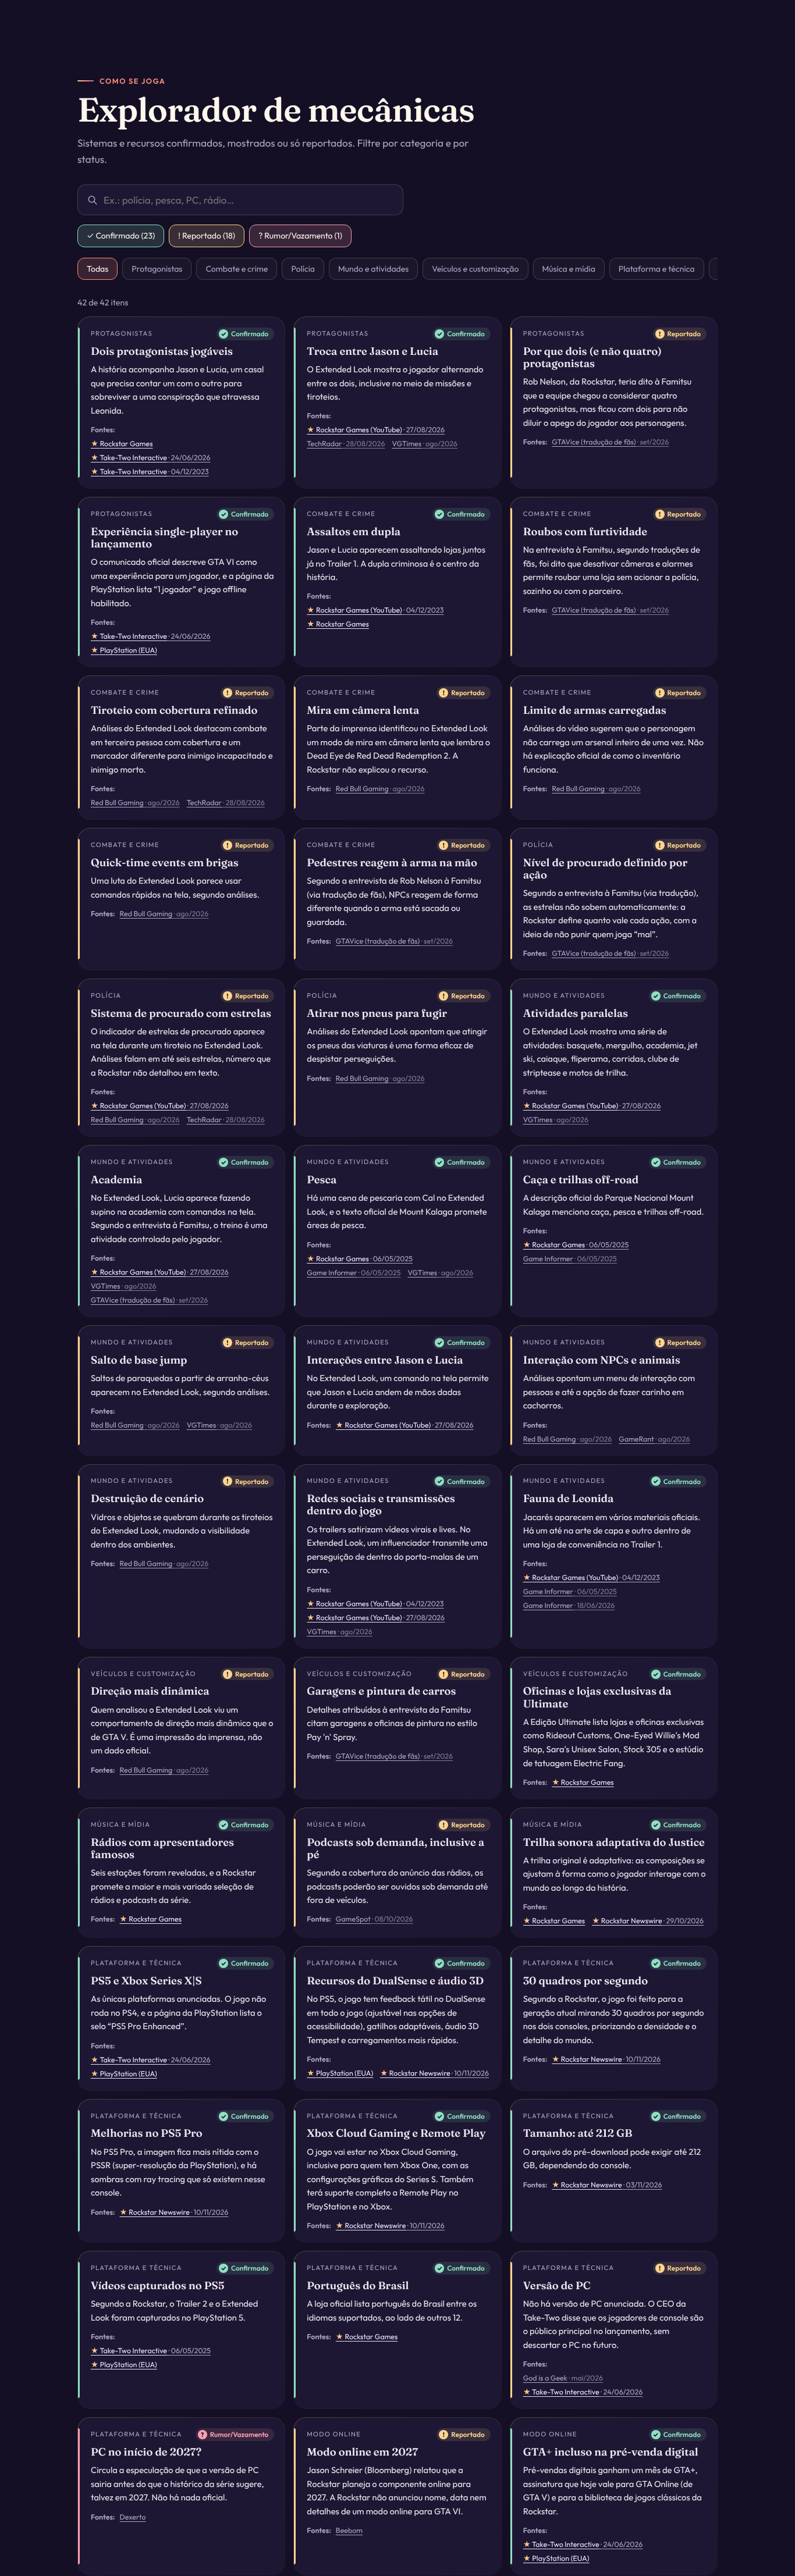 COMO SE JOGA
Explorador de mecânicas
Sistemas e recursos confirmados, mostrados ou só reportados. Filtre por categoria e por
status.
Ex.: polícia, pesca, PC, rádio…
✓ Confirmado (23)
! Reportado (18)
? Rumor/Vazamento (1)
Todas
Protagonistas
Combate e crime
Polícia
Mundo e atividades
Veículos e customização
Música e mídia
Plataforma e técnica
42 de 42 itens
PROTAGONISTAS
Confirmado
Dois protagonistas jogáveis
A história acompanha Jason e Lucia, um casal
que precisa contar um com o outro para
sobreviver a uma conspiração que atravessa
Leonida.
Fontes:
★ Rockstar Games
★ Take-Two Interactive · 24/06/2026
★ Take-Two Interactive · 04/12/2023
PROTAGONISTAS
Confirmado
Troca entre Jason e Lucia
O Extended Look mostra o jogador alternando
entre os dois, inclusive no meio de missões e
tiroteios.
Fontes:
★ Rockstar Games (YouTube) · 27/08/2026
TechRadar · 28/08/2026 VGTimes · ago/2026
PROTAGONISTAS
! Reportado
Por que dois (e não quatro)
protagonistas
Rob Nelson, da Rockstar, teria dito à Famitsu
que a equipe chegou a considerar quatro
protagonistas, mas ficou com dois para não
diluir o apego do jogador aos personagens.
Fontes: GTAVice (tradução de fãs) · set/2026
PROTAGONISTAS
Confirmado
Experiência single-player no
lançamento
O comunicado oficial descreve GTA VI como
uma experiência para um jogador, e a página da
PlayStation lista “1 jogador” e jogo offline
habilitado.
Fontes:
★ Take-Two Interactive · 24/06/2026
★ PlayStation (EUA)
COMBATE E CRIME
Confirmado
Assaltos em dupla
Jason e Lucia aparecem assaltando lojas juntos
já no Trailer 1. A dupla criminosa é o centro da
história.
Fontes:
★ Rockstar Games (YouTube) · 04/12/2023
★ Rockstar Games
COMBATE E CRIME
! Reportado
Roubos com furtividade
Na entrevista à Famitsu, segundo traduções de
fãs, foi dito que desativar câmeras e alarmes
permite roubar uma loja sem acionar a polícia,
sozinho ou com o parceiro.
Fontes: GTAVice (tradução de fãs) · set/2026
COMBATE E CRIME
! Reportado
Tiroteio com cobertura refinado
Análises do Extended Look destacam combate
em terceira pessoa com cobertura e um
marcador diferente para inimigo incapacitado e
inimigo morto.
Fontes:
Red Bull Gaming · ago/2026 TechRadar · 28/08/2026
COMBATE E CRIME
! Reportado
Mira em câmera lenta
Parte da imprensa identificou no Extended Look
um modo de mira em câmera lenta que lembra o
Dead Eye de Red Dead Redemption 2. A
Rockstar não explicou o recurso.
Fontes: Red Bull Gaming · ago/2026
COMBATE E CRIME
! Reportado
Limite de armas carregadas
Análises do vídeo sugerem que o personagem
não carrega um arsenal inteiro de uma vez. Não
há explicação oficial de como o inventário
funciona.
Fontes: Red Bull Gaming · ago/2026
COMBATE E CRIME
! Reportado
Quick-time events em brigas
Uma luta do Extended Look parece usar
comandos rápidos na tela, segundo análises.
Fontes: Red Bull Gaming · ago/2026
COMBATE E CRIME
! Reportado
Pedestres reagem à arma na mão
Segundo a entrevista de Rob Nelson à Famitsu
(via tradução de fãs), NPCs reagem de forma
diferente quando a arma está sacada ou
guardada.
Fontes: GTAVice (tradução de fãs) · set/2026
POLÍCIA
! Reportado
Nível de procurado definido por
ação
Segundo a entrevista à Famitsu (via tradução),
as estrelas não sobem automaticamente: a
Rockstar define quanto vale cada ação, com a
ideia de não punir quem joga “mal”.
Fontes: GTAVice (tradução de fãs) · set/2026
POLÍCIA
! Reportado
Sistema de procurado com estrelas
O indicador de estrelas de procurado aparece
na tela durante um tiroteio no Extended Look.
Análises falam em até seis estrelas, número que
a Rockstar não detalhou em texto.
Fontes:
★ Rockstar Games (YouTube) · 27/08/2026
Red Bull Gaming · ago/2026 TechRadar · 28/08/2026
POLÍCIA
! Reportado
Atirar nos pneus para fugir
Análises do Extended Look apontam que atingir
os pneus das viaturas é uma forma eficaz de
despistar perseguições.
Fontes: Red Bull Gaming · ago/2026
MUNDO E ATIVIDADES
Confirmado
Atividades paralelas
O Extended Look mostra uma série de
atividades: basquete, mergulho, academia, jet
ski, caiaque, fliperama, corridas, clube de
striptease e motos de trilha.
Fontes:
★ Rockstar Games (YouTube) · 27/08/2026
VGTimes · ago/2026
MUNDO E ATIVIDADES
Confirmado
Academia
No Extended Look, Lucia aparece fazendo
supino na academia com comandos na tela.
Segundo a entrevista à Famitsu, o treino é uma
atividade controlada pelo jogador.
Fontes:
★ Rockstar Games (YouTube) · 27/08/2026
VGTimes · ago/2026
GTAVice (tradução de fãs) · set/2026
MUNDO E ATIVIDADES
Confirmado
Pesca
Há uma cena de pescaria com Cal no Extended
Look, e o texto oficial de Mount Kalaga promete
áreas de pesca.
Fontes:
★ Rockstar Games · 06/05/2025
Game Informer · 06/05/2025 VGTimes · ago/2026
MUNDO E ATIVIDADES
Confirmado
Caça e trilhas off-road
A descrição oficial do Parque Nacional Mount
Kalaga menciona caça, pesca e trilhas off-road.
Fontes:
★ Rockstar Games · 06/05/2025
Game Informer · 06/05/2025
MUNDO E ATIVIDADES
! Reportado
Salto de base jump
Saltos de paraquedas a partir de arranha-céus
aparecem no Extended Look, segundo análises.
Fontes:
Red Bull Gaming · ago/2026 VGTimes · ago/2026
MUNDO E ATIVIDADES
Confirmado
Interações entre Jason e Lucia
No Extended Look, um comando na tela permite
que Jason e Lucia andem de mãos dadas
durante a exploração.
Fontes: ★ Rockstar Games (YouTube) · 27/08/2026
MUNDO E ATIVIDADES
! Reportado
Interação com NPCs e animais
Análises apontam um menu de interação com
pessoas e até a opção de fazer carinho em
cachorros.
Fontes:
Red Bull Gaming · ago/2026 GameRant · ago/2026
MUNDO E ATIVIDADES
! Reportado
Destruição de cenário
Vidros e objetos se quebram durante os tiroteios
do Extended Look, mudando a visibilidade
dentro dos ambientes.
Fontes: Red Bull Gaming · ago/2026
MUNDO E ATIVIDADES
Confirmado
Redes sociais e transmissões
dentro do jogo
Os trailers satirizam vídeos virais e lives. No
Extended Look, um influenciador transmite uma
perseguição de dentro do porta-malas de um
carro.
Fontes:
★ Rockstar Games (YouTube) · 04/12/2023
★ Rockstar Games (YouTube) · 27/08/2026
VGTimes · ago/2026
MUNDO E ATIVIDADES
Confirmado
Fauna de Leonida
Jacarés aparecem em vários materiais oficiais.
Há um até na arte de capa e outro dentro de
uma loja de conveniência no Trailer 1.
Fontes:
★ Rockstar Games (YouTube) · 04/12/2023
Game Informer · 06/05/2025
Game Informer · 18/06/2026
VEÍCULOS E CUSTOMIZAÇÃO
! Reportado
Direção mais dinâmica
Quem analisou o Extended Look viu um
comportamento de direção mais dinâmico que o
de GTA V. É uma impressão da imprensa, não
um dado oficial.
Fontes: Red Bull Gaming · ago/2026
VEÍCULOS E CUSTOMIZAÇÃO
! Reportado
Garagens e pintura de carros
Detalhes atribuídos à entrevista da Famitsu
citam garagens e oficinas de pintura no estilo
Pay 'n' Spray.
Fontes: GTAVice (tradução de fãs) · set/2026
VEÍCULOS E CUSTOMIZAÇÃO
Confirmado
Oficinas e lojas exclusivas da
Ultimate
A Edição Ultimate lista lojas e oficinas exclusivas
como Rideout Customs, One-Eyed Willie's Mod
Shop, Sara's Unisex Salon, Stock 305 e o estúdio
de tatuagem Electric Fang.
Fontes: ★ Rockstar Games
MÚSICA E MÍDIA
Confirmado
Rádios com apresentadores
famosos
Seis estações foram reveladas, e a Rockstar
promete a maior e mais variada seleção de
rádios e podcasts da série.
Fontes: ★ Rockstar Games
MÚSICA E MÍDIA
! Reportado
Podcasts sob demanda, inclusive a
pé
Segundo a cobertura do anúncio das rádios, os
podcasts poderão ser ouvidos sob demanda até
fora de veículos.
Fontes: GameSpot · 08/10/2026
MÚSICA E MÍDIA
Confirmado
Trilha sonora adaptativa do Justice
A trilha original é adaptativa: as composições se
ajustam à forma como o jogador interage com o
mundo ao longo da história.
Fontes:
★ Rockstar Games ★ Rockstar Newswire · 29/10/2026
PLATAFORMA E TÉCNICA
Confirmado
PS5 e Xbox Series X|S
As únicas plataformas anunciadas. O jogo não
roda no PS4, e a página da PlayStation lista o
selo “PS5 Pro Enhanced”.
Fontes:
★ Take-Two Interactive · 24/06/2026
★ PlayStation (EUA)
PLATAFORMA E TÉCNICA
Confirmado
Recursos do DualSense e áudio 3D
No PS5, o jogo tem feedback tátil no DualSense
em todo o jogo (ajustável nas opções de
acessibilidade), gatilhos adaptáveis, áudio 3D
Tempest e carregamentos mais rápidos.
Fontes:
★ PlayStation (EUA) ★ Rockstar Newswire · 10/11/2026
PLATAFORMA E TÉCNICA
Confirmado
30 quadros por segundo
Segundo a Rockstar, o jogo foi feito para a
geração atual mirando 30 quadros por segundo
nos dois consoles, priorizando a densidade e o
detalhe do mundo.
Fontes: ★ Rockstar Newswire · 10/11/2026
PLATAFORMA E TÉCNICA
Confirmado
Melhorias no PS5 Pro
No PS5 Pro, a imagem fica mais nítida com o
PSSR (super-resolução da PlayStation), e há
sombras com ray tracing que só existem nesse
console.
Fontes: ★ Rockstar Newswire · 10/11/2026
PLATAFORMA E TÉCNICA
Confirmado
Xbox Cloud Gaming e Remote Play
O jogo vai estar no Xbox Cloud Gaming,
inclusive para quem tem Xbox One, com as
configurações gráficas do Series S. Também
terá suporte completo a Remote Play no
PlayStation e no Xbox.
Fontes: ★ Rockstar Newswire · 10/11/2026
PLATAFORMA E TÉCNICA
Confirmado
Tamanho: até 212 GB
O arquivo do pré-download pode exigir até 212
GB, dependendo do console.
Fontes: ★ Rockstar Newswire · 03/11/2026
PLATAFORMA E TÉCNICA
Confirmado
Vídeos capturados no PS5
Segundo a Rockstar, o Trailer 2 e o Extended
Look foram capturados no PlayStation 5.
Fontes:
★ Take-Two Interactive · 06/05/2025
★ PlayStation (EUA)
PLATAFORMA E TÉCNICA
Confirmado
Português do Brasil
A loja oficial lista português do Brasil entre os
idiomas suportados, ao lado de outros 12.
Fontes: ★ Rockstar Games
PLATAFORMA E TÉCNICA
! Reportado
Versão de PC
Não há versão de PC anunciada. O CEO da
Take-Two disse que os jogadores de console são
o público principal no lançamento, sem
descartar o PC no futuro.
Fontes:
God is a Geek · mai/2026
★ Take-Two Interactive · 24/06/2026
PLATAFORMA E TÉCNICA
? Rumor/Vazamento
PC no início de 2027?
Circula a especulação de que a versão de PC
sairia antes do que o histórico da série sugere,
talvez em 2027. Não há nada oficial.
Fontes: Dexerto
MODO ONLINE
! Reportado
Modo online em 2027
Jason Schreier (Bloomberg) relatou que a
Rockstar planeja o componente online para
2027. A Rockstar não anunciou nome, data nem
detalhes de um modo online para GTA VI.
Fontes: Beebom
MODO ONLINE
Confirmado
GTA+ incluso na pré-venda digital
Pré-vendas digitais ganham um mês de GTA+,
assinatura que hoje vale para GTA Online (de
GTA V) e para a biblioteca de jogos clássicos da
Rockstar.
Fontes:
★ Take-Two Interactive · 24/06/2026
★ PlayStation (EUA)